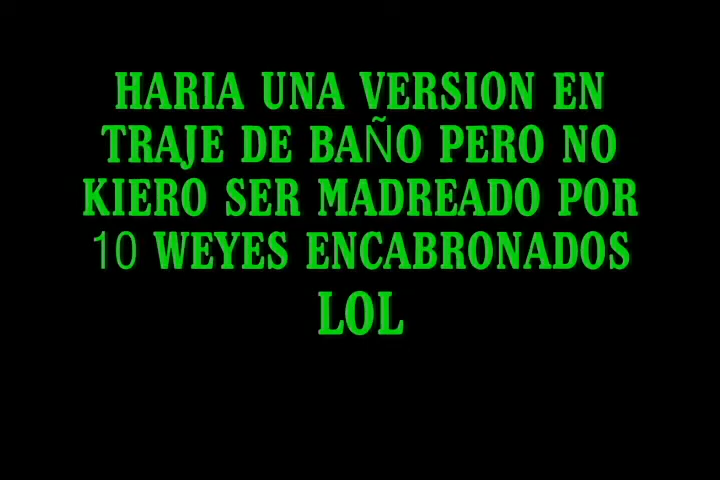 HARIA UNA VERSION EN
TRAJE DE BAÑO PERO NO
KIERO SER MADREADO POR
10 WEYES ENCABRONADOS
LOL